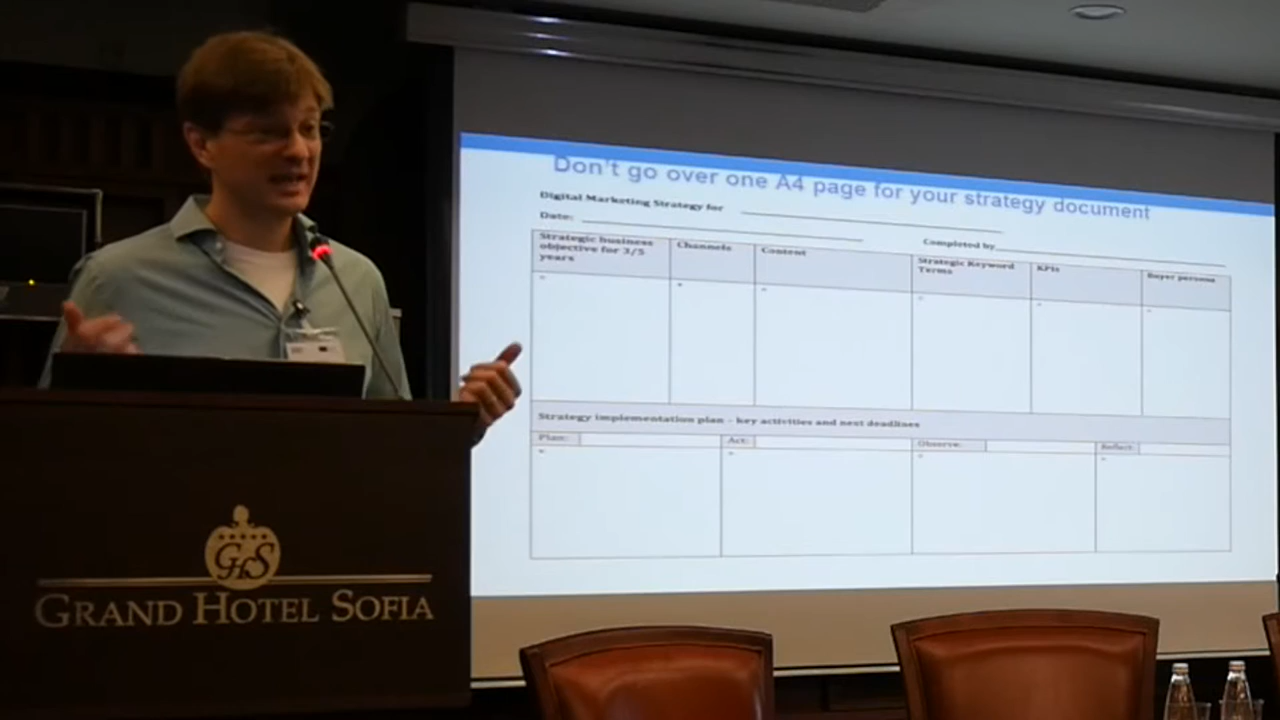 Don't go over one A4 page for your strategy document
Digital Marketing Strategy for
Date:
Completed by
Strategic business
objective for 3/5
years
Channels
Content
Strategic Keyword
Terms
KPIs
Buyer persona
Strategy implementation plan – key activities and next deadlines
Plan:
Act:
Observe:
Reflect:
GHS
GRAND HOTEL SOFIA